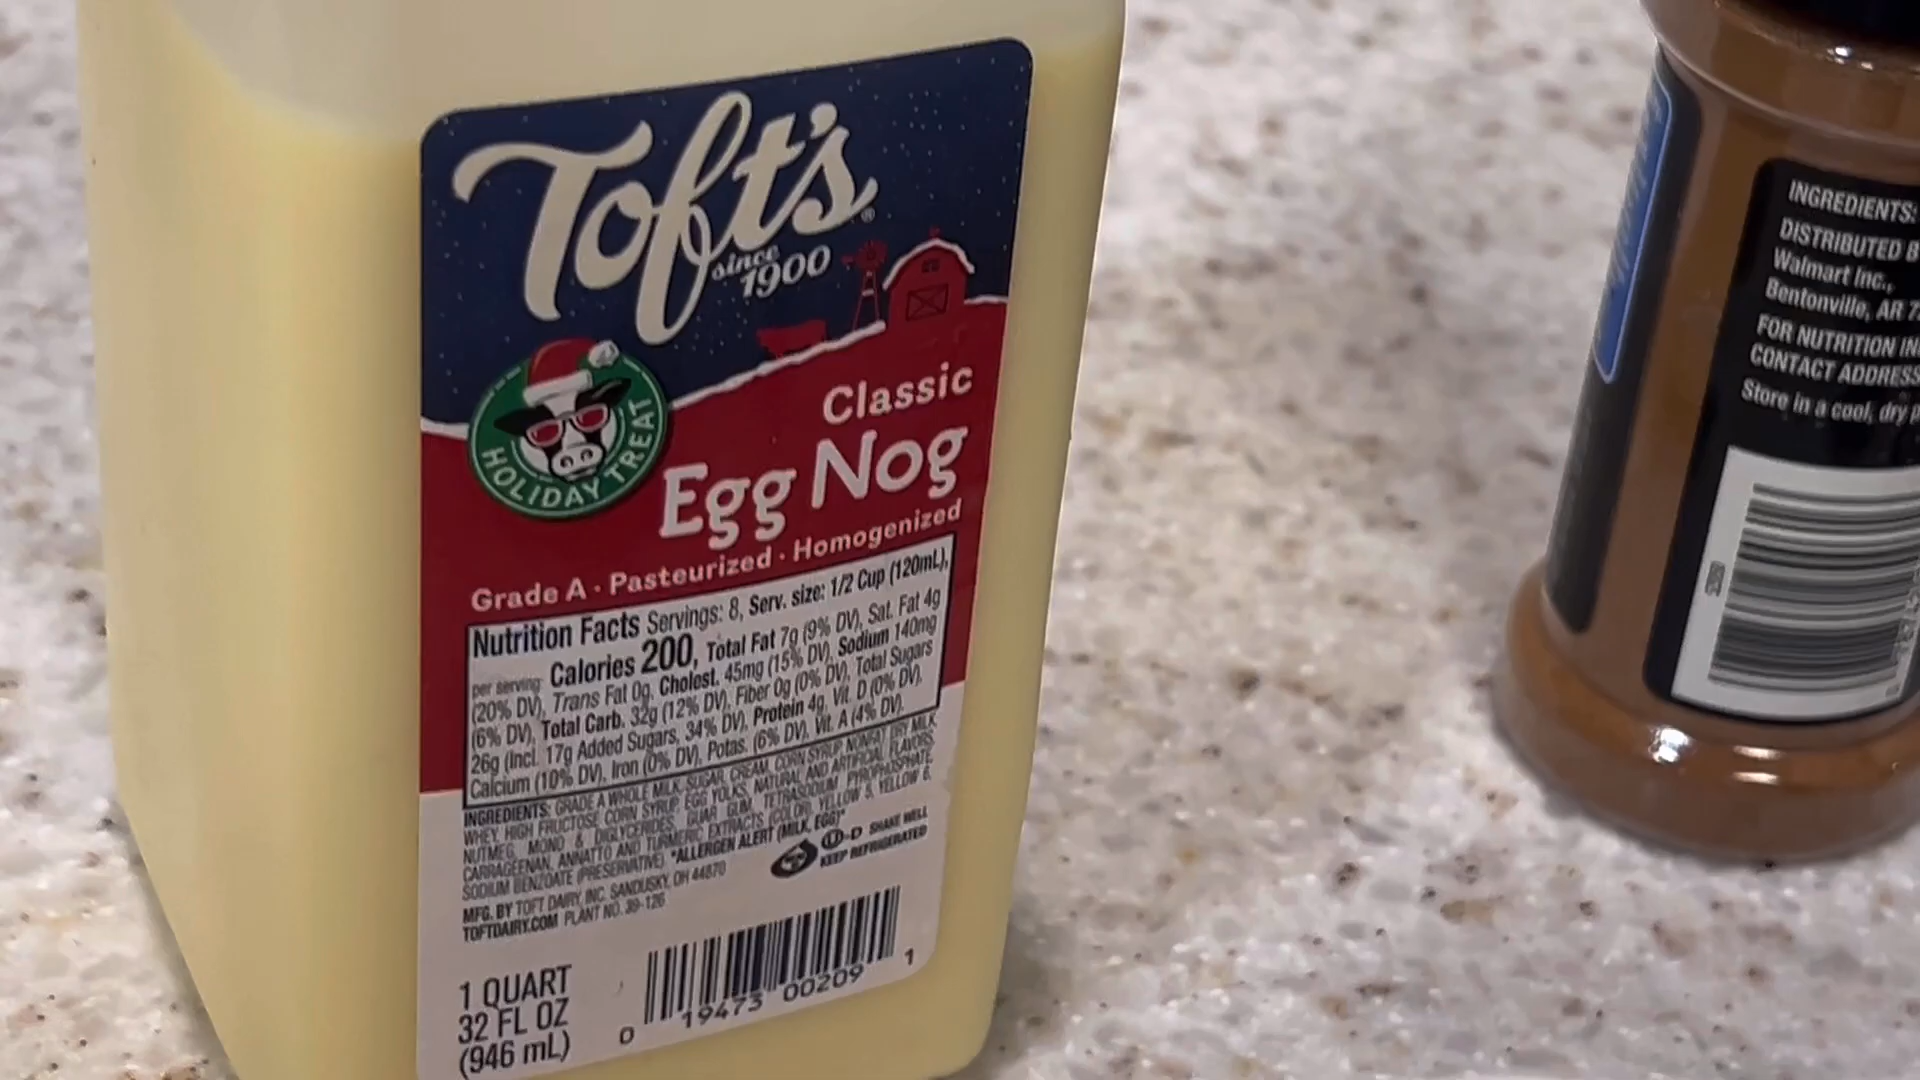 Toft's®
since
1900
HOLIDAY TREAT
Classic
Egg Nog
Grade A · Pasteurized · Homogenized
Nutrition Facts Servings: 8, Serv. size: 1/2 Cup (120mL),
per serving: Calories 200, Total Fat 7g (9% DV), Sat. Fat 4g
(20% DV), Trans Fat 0g, Cholest. 45mg (15% DV), Sodium 140mg
(6% DV), Total Carb. 32g (12% DV), Fiber 0g (0% DV), Total Sugars
26g (Incl. 17g Added Sugars, 34% DV), Protein 4g, Vit. D (0% DV),
Calcium (10% DV), Iron (0% DV), Potas. (6% DV), Vit. A (4% DV).
INGREDIENTS: GRADE A WHOLE MILK, SUGAR, CREAM, CORN SYRUP, NONFAT DRY MILK,
WHEY, HIGH FRUCTOSE CORN SYRUP, EGG YOLKS, NATURAL AND ARTIFICIAL FLAVORS,
NUTMEG, MONO & DIGLYCERIDES, GUAR GUM, TETRASODIUM PYROPHOSPHATE,
CARRAGEENAN, ANNATTO AND TURMERIC EXTRACTS (COLOR), YELLOW 5, YELLOW 6,
SODIUM BENZOATE (PRESERVATIVE) *ALLERGEN ALERT (MILK, EGG)*
MFG. BY TOFT DAIRY, INC. SANDUSKY, OH 44870
TOFTDAIRY.COM PLANT NO. 39-126
U-D SHAKE WELL
KEEP REFRIGERATED
1 QUART
32 FL OZ
(946 mL)
0 19473 00209 1
INGREDIENTS:
DISTRIBUTED B
Walmart Inc.,
Bentonville, AR 7
FOR NUTRITION IN
CONTACT ADDRESS
Store in a cool, dry p